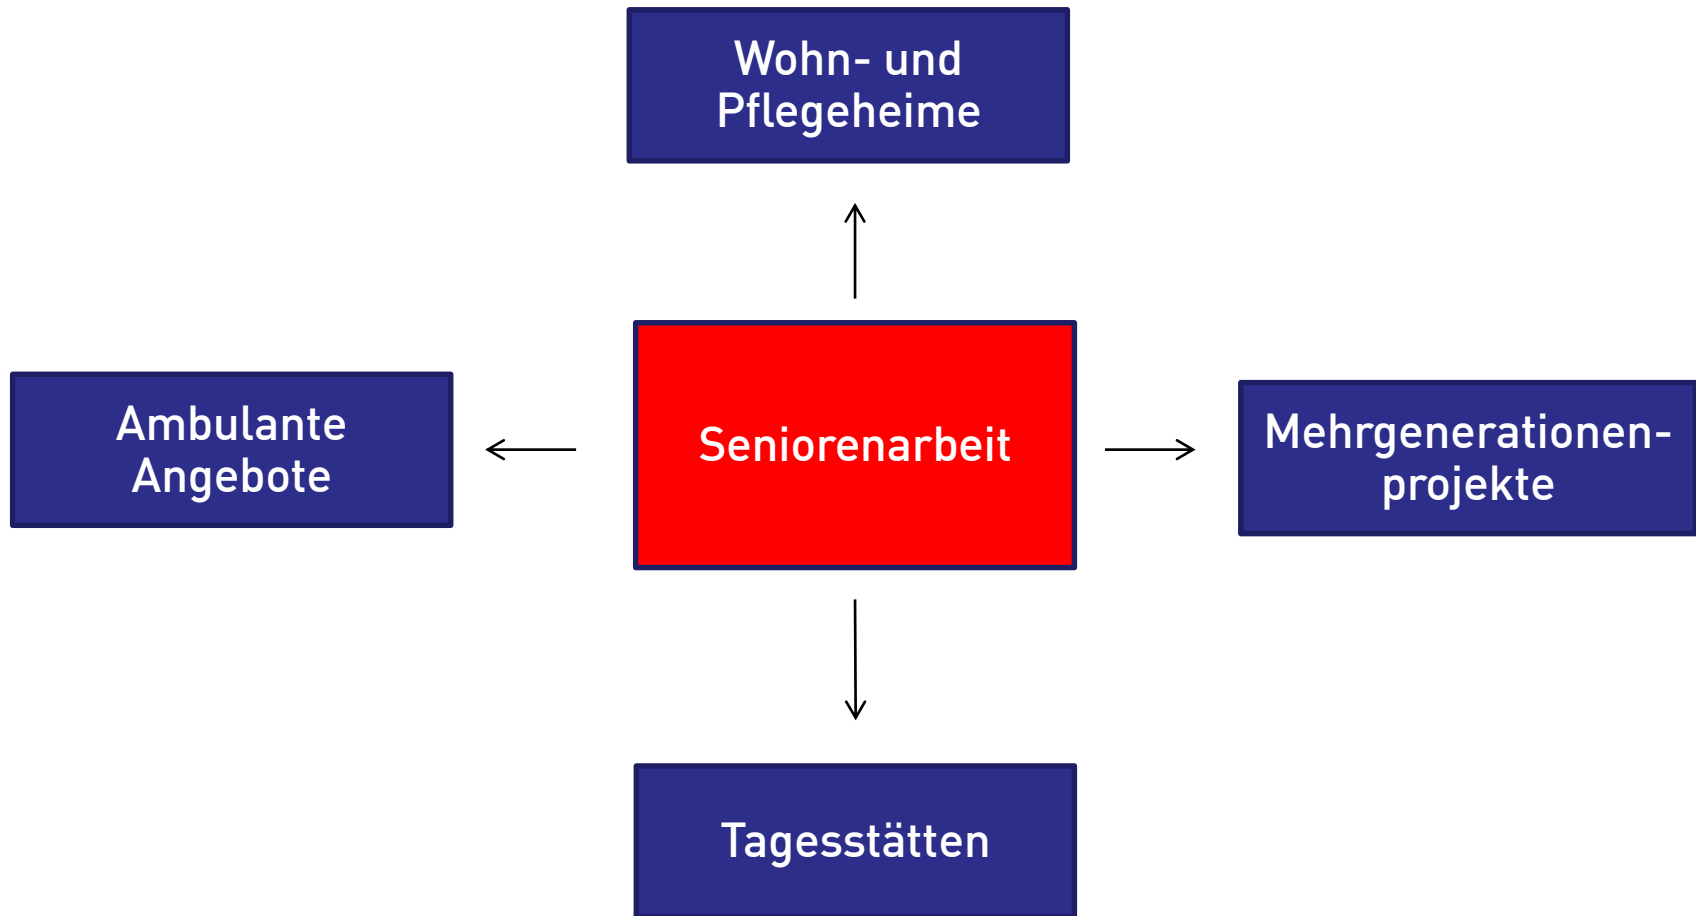 Wohn- und
Pflegeheime
Ambulante
Angebote
Seniorenarbeit
Mehrgenerationen-
projekte
Tagesstätten